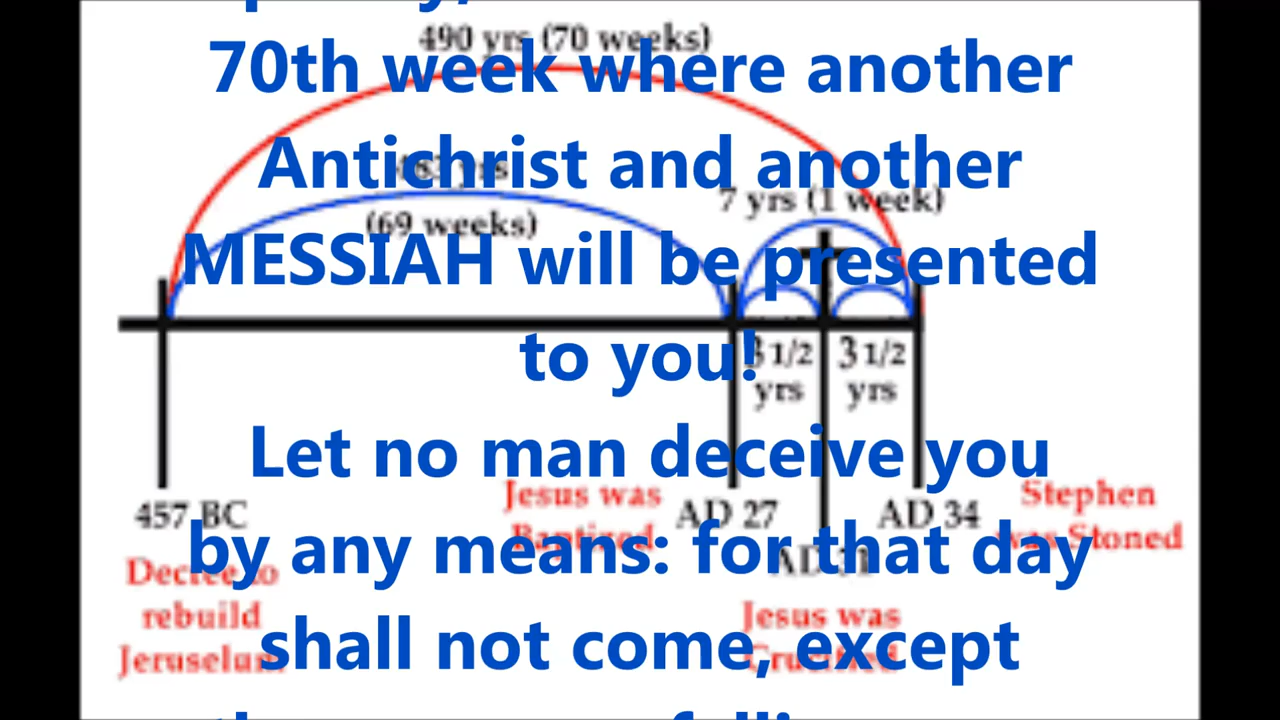 490 yrs (70 weeks)
70th week where another
Antichrist and another
yrs
7 yrs (1 week)
(69 weeks)
MESSIAH will be presented
to you!
3 1/2 yrs
3 1/2 yrs
Let no man deceive you
457 BC
Jesus was Baptized
AD 27
AD 34
Stephen was Stoned
by any means: for that day
Decree to rebuild Jeruselum
Jesus was Crucified
shall not come, except